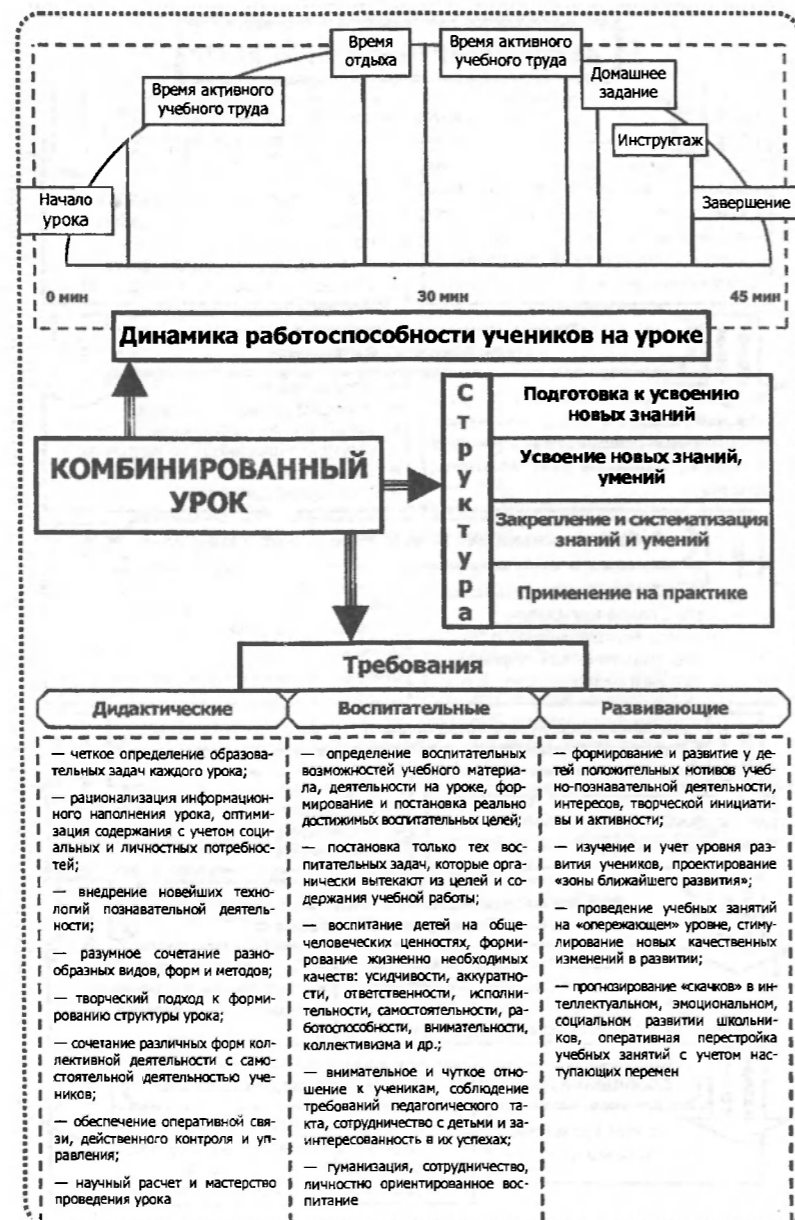 Время
отдыха
Время активного
учебного труда
Время активного
учебного труда
Домашнее
задание
Инструктаж
Начало
урока
Завершение
0 мин
30 мин
45 мин
Динамика работоспособности учеников на уроке
КОМБИНИРОВАННЫЙ
УРОК
Структура
Подготовка к усвоению
новых знаний
Усвоение новых знаний,
умений
Закрепление и систематизация
знаний и умений
Применение на практике
Требования
Дидактические
— четкое определение образова-
тельных задач каждого урока;
— рационализация информацион-
ного наполнения урока, оптими-
зация содержания с учетом соци-
альных и личностных потребнос-
тей;
— внедрение новейших техно-
логий познавательной деятель-
ности;
— разумное сочетание разно-
образных видов, форм и методов;
— творческий подход к форми-
рованию структуры урока;
— сочетание различных форм кол-
лективной деятельности с само-
стоятельной деятельностью уче-
ников;
— обеспечение оперативной свя-
зи, действенного контроля и уп-
равления;
— научный расчет и мастерство
проведения урока
Воспитательные
— определение воспитательных
возможностей учебного материа-
ла, деятельности на уроке, фор-
мирование и постановка реально
достижимых воспитательных целей;
— постановка только тех вос-
питательных задач, которые орга-
нически вытекают из целей и со-
держания учебной работы;
— воспитание детей на обще-
человеческих ценностях, форми-
рование жизненно необходимых
качеств: усидчивости, аккуратно-
сти, ответственности, исполни-
тельности, самостоятельности, ра-
ботоспособности, внимательности,
коллективизма и др.;
— внимательное и чуткое отно-
шение к ученикам, соблюдение
требований педагогического та-
кта, сотрудничество с детьми и за-
интересованность в их успехах;
— гуманизация, сотрудничество,
личностно ориентированное вос-
питание
Развивающие
— формирование и развитие у де-
тей положительных мотивов учеб-
но-познавательной деятельности,
интересов, творческой инициати-
вы и активности;
— изучение и учет уровня раз-
вития учеников, проектирование
«зоны ближайшего развития»;
— проведение учебных занятий
на «опережающем» уровне, стиму-
лирование новых качественных
изменений в развитии;
— прогнозирование «скачков» в ин-
теллектуальном, эмоциональном,
социальном развитии школьни-
ков, оперативная перестройка
учебных занятий с учетом нас-
тупающих перемен